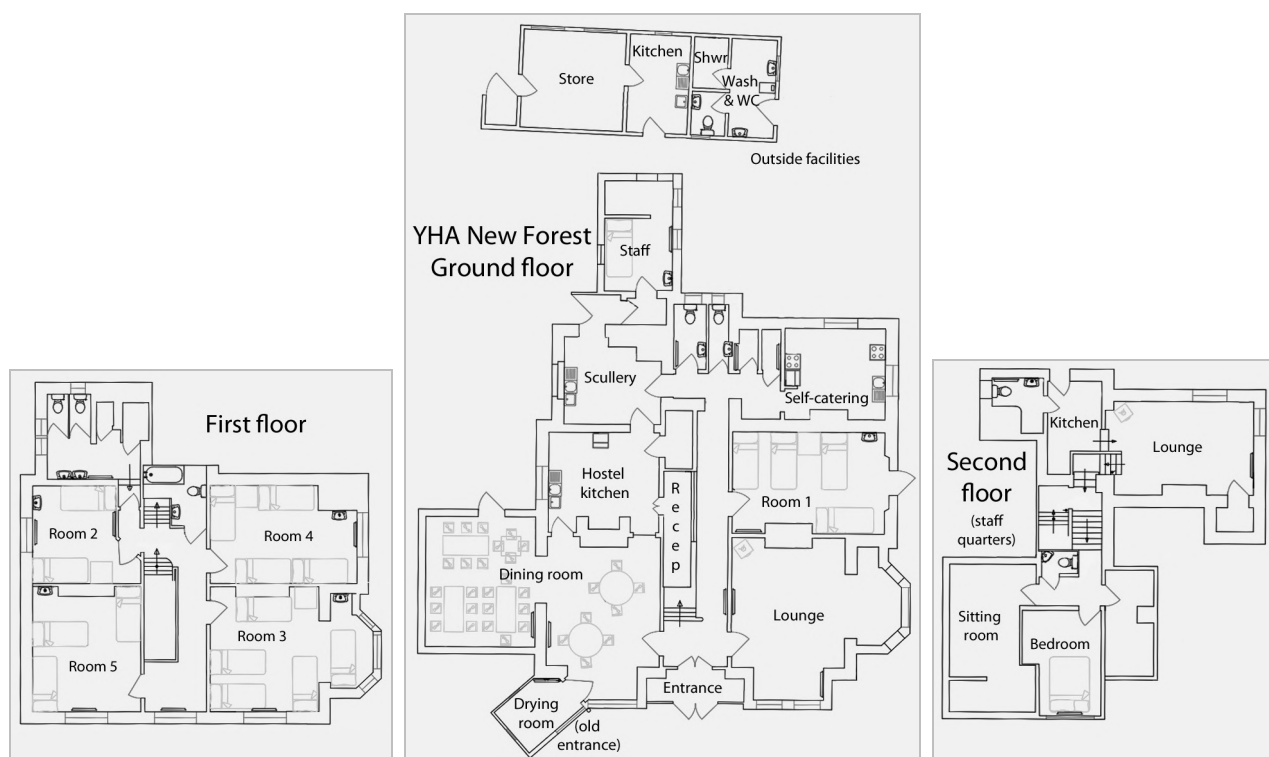 Kitchen
Shwr
Store
Wash
& WC
Outside facilities
YHA New Forest
Ground floor
Staff
Scullery
Self-catering
Hostel
kitchen
Recep
Room 1
Dining room
Lounge
Entrance
Drying
room
(old
entrance)
First floor
Room 2
Room 4
Room 3
Room 5
Kitchen
Lounge
Second
floor
(staff
quarters)
Sitting
room
Bedroom